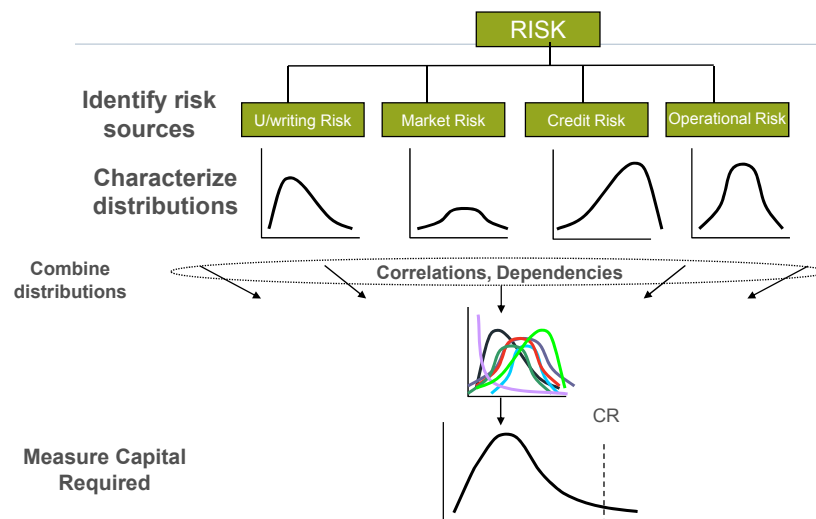 RISK
Identify risk
sources
U/writing Risk
Market Risk
Credit Risk
Operational Risk
Characterize
distributions
Combine
distributions
Correlations, Dependencies
CR
Measure Capital
Required